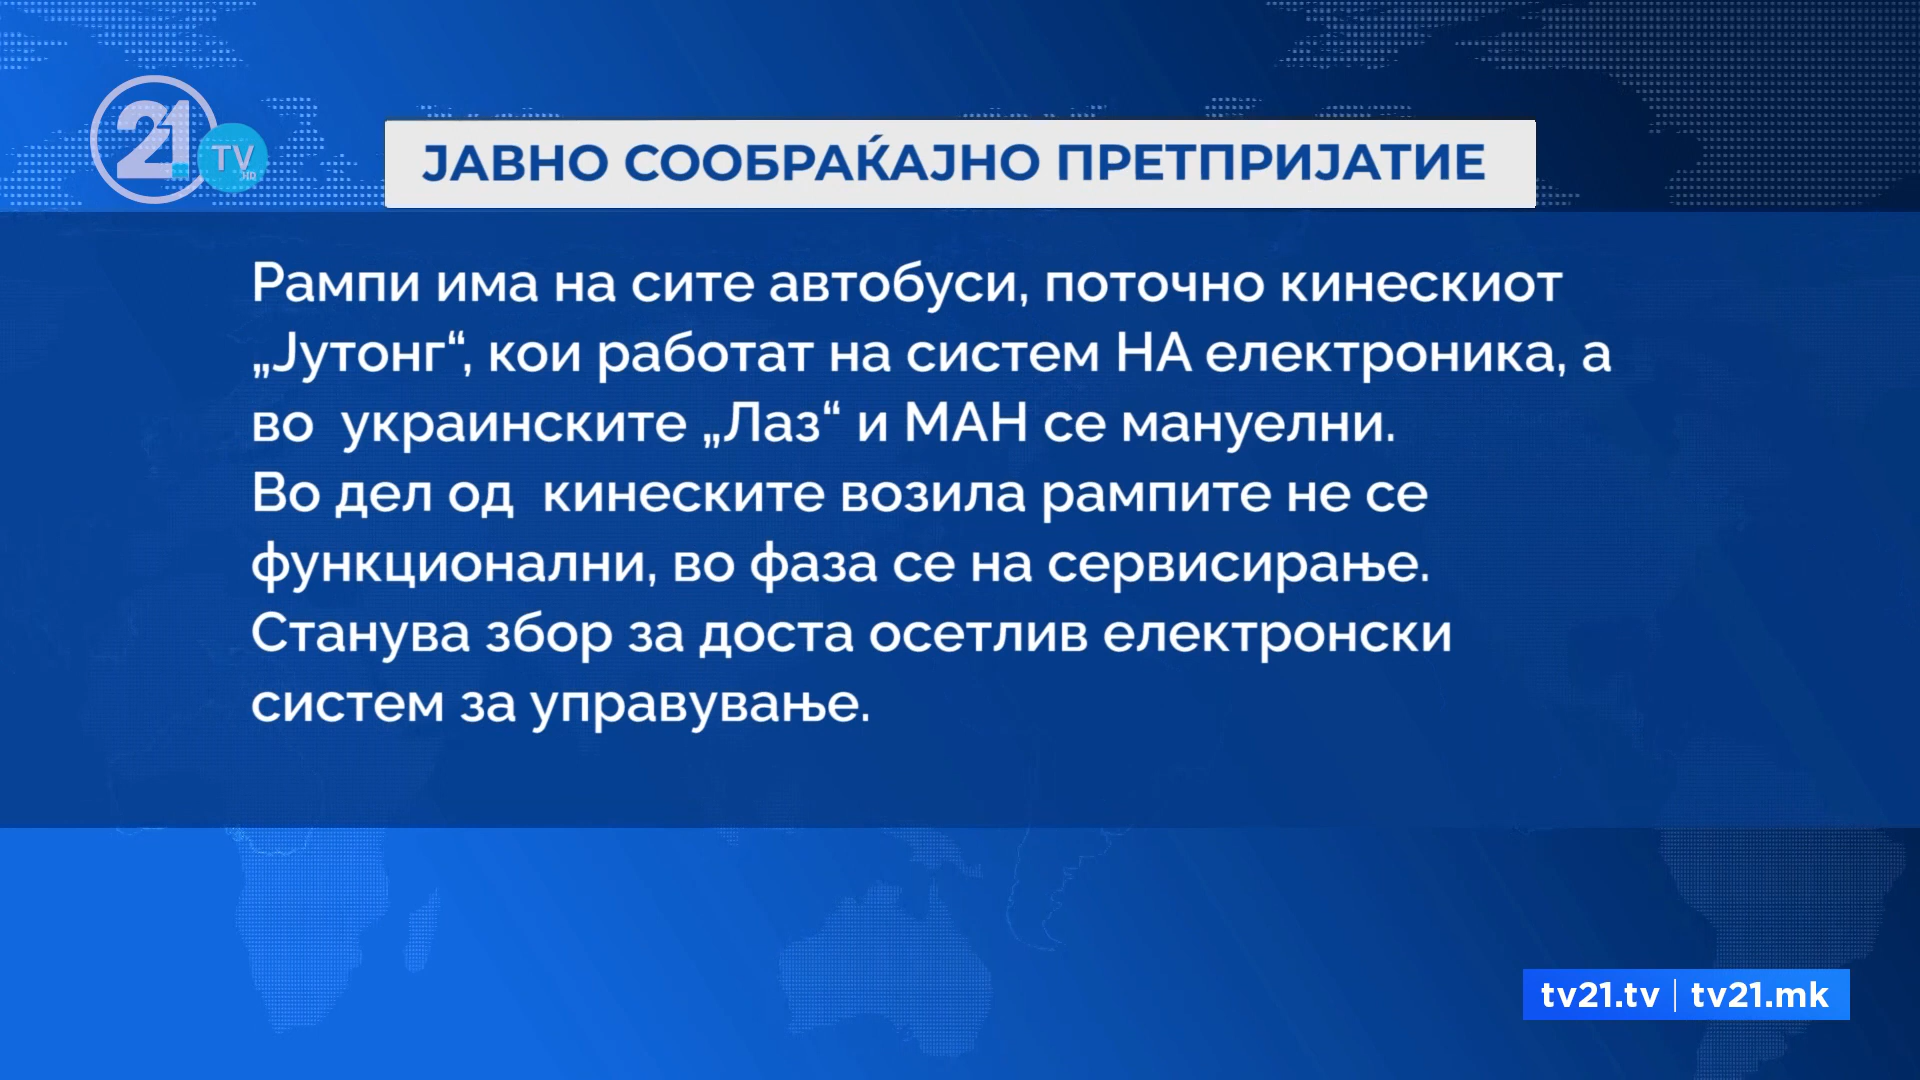 21 TV HD
ЈАВНО СООБРАЌАЈНО ПРЕТПРИЈАТИЕ
Рампи има на сите автобуси, поточно кинескиот
„Јутонг“, кои работат на систем НА електроника, а
во  украинските „Лаз“ и МАН се мануелни.
Во дел од  кинеските возила рампите не се
функционални, во фаза се на сервисирање.
Станува збор за доста осетлив електронски
систем за управување.
tv21.tv | tv21.mk